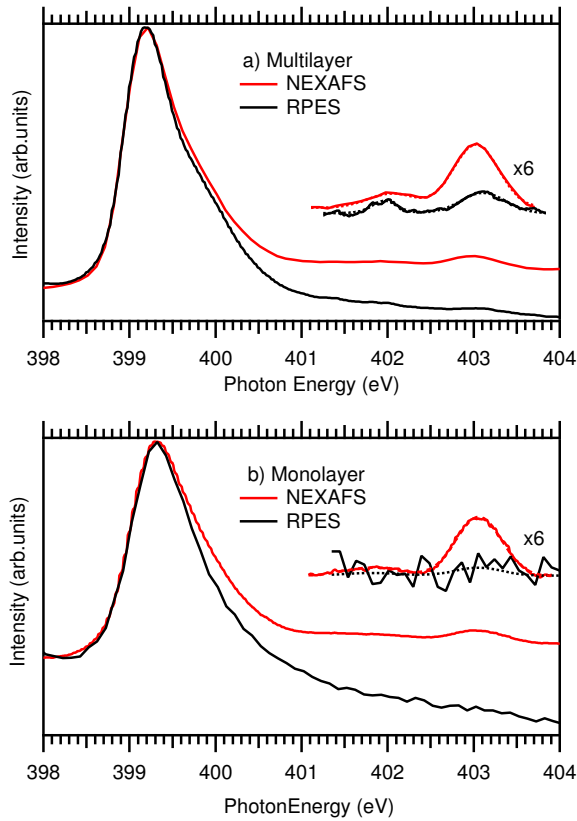 a) Multilayer
NEXAFS
RPES
x6
Intensity (arb.units)
398 399 400 401 402 403 404
Photon Energy (eV)
b) Monolayer
NEXAFS
RPES
x6
Intensity (arb.units)
398 399 400 401 402 403 404
PhotonEnergy (eV)